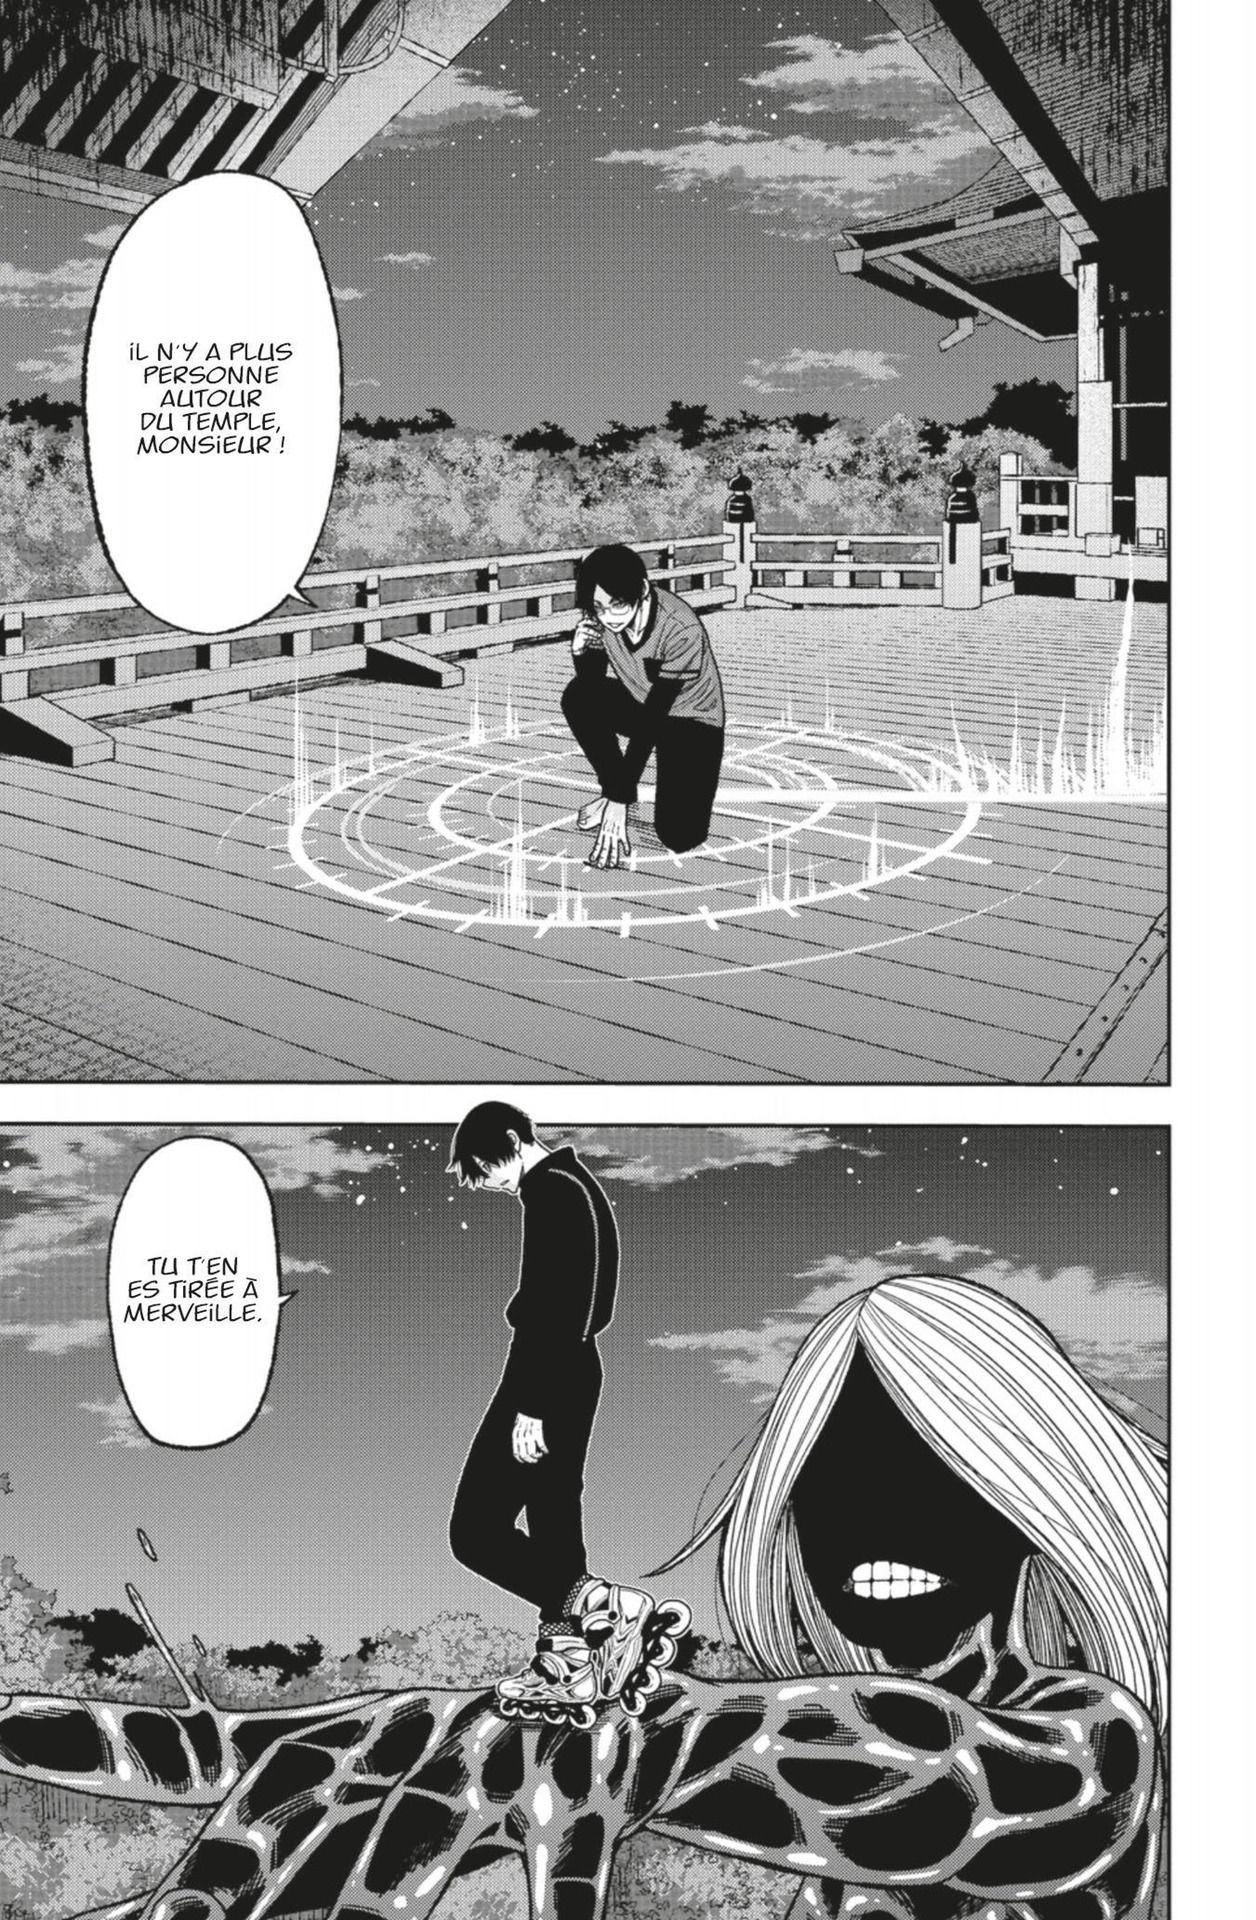 IL N'Y A PLUS
PERSONNE
AUTOUR
DU TEMPLE,
MONSIEUR !
TU T'EN
ES TIRÉE À
MERVEILLE.